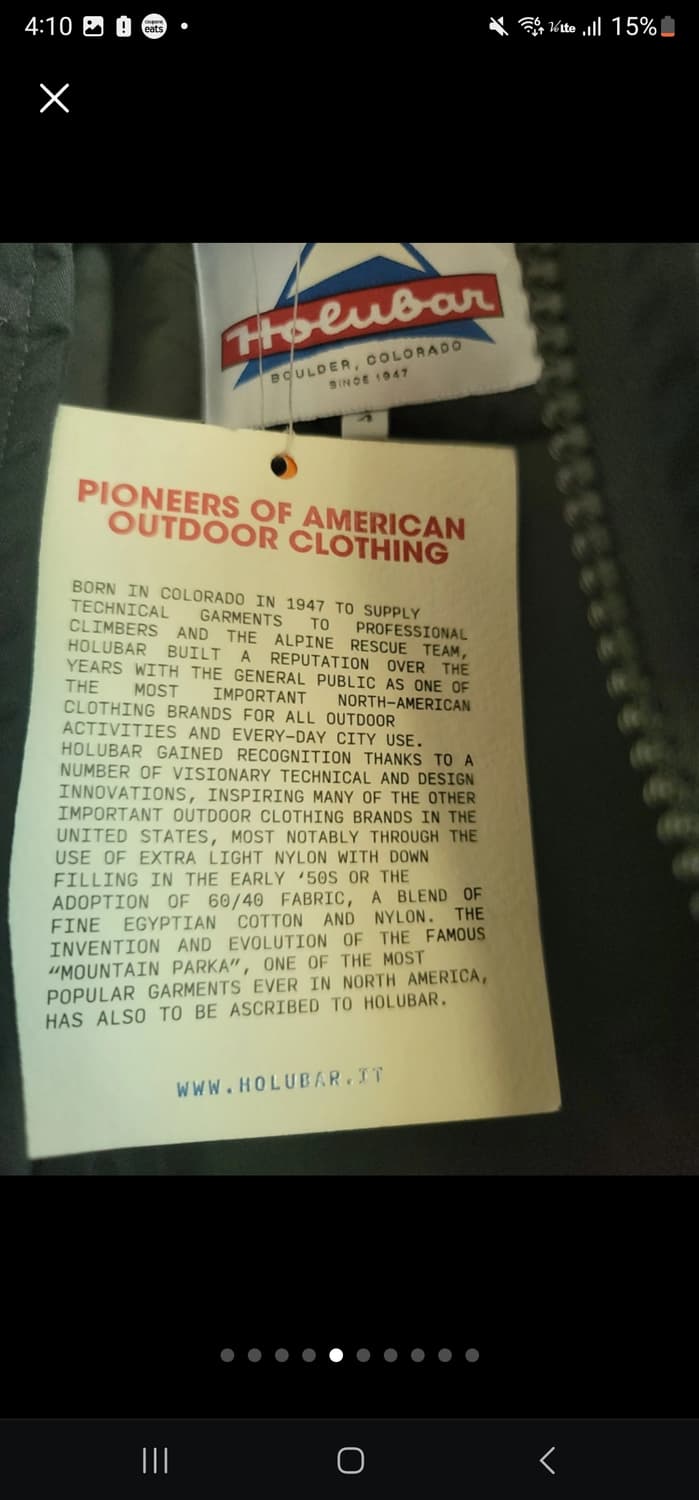 4:10
coupang
eats
15%
Holubar
BOULDER, COLORADO
SINCE 1947
PIONEERS OF AMERICAN
OUTDOOR CLOTHING
BORN IN COLORADO IN 1947 TO SUPPLY
TECHNICAL GARMENTS TO PROFESSIONAL
CLIMBERS AND THE ALPINE RESCUE TEAM,
HOLUBAR BUILT A REPUTATION OVER THE
YEARS WITH THE GENERAL PUBLIC AS ONE OF
THE MOST IMPORTANT NORTH-AMERICAN
CLOTHING BRANDS FOR ALL OUTDOOR
ACTIVITIES AND EVERY-DAY CITY USE.
HOLUBAR GAINED RECOGNITION THANKS TO A
NUMBER OF VISIONARY TECHNICAL AND DESIGN
INNOVATIONS, INSPIRING MANY OF THE OTHER
IMPORTANT OUTDOOR CLOTHING BRANDS IN THE
UNITED STATES, MOST NOTABLY THROUGH THE
USE OF EXTRA LIGHT NYLON WITH DOWN
FILLING IN THE EARLY ‘50S OR THE
ADOPTION OF 60/40 FABRIC, A BLEND OF
FINE EGYPTIAN COTTON AND NYLON. THE
INVENTION AND EVOLUTION OF THE FAMOUS
“MOUNTAIN PARKA”, ONE OF THE MOST
POPULAR GARMENTS EVER IN NORTH AMERICA,
HAS ALSO TO BE ASCRIBED TO HOLUBAR.
WWW.HOLUBAR.IT